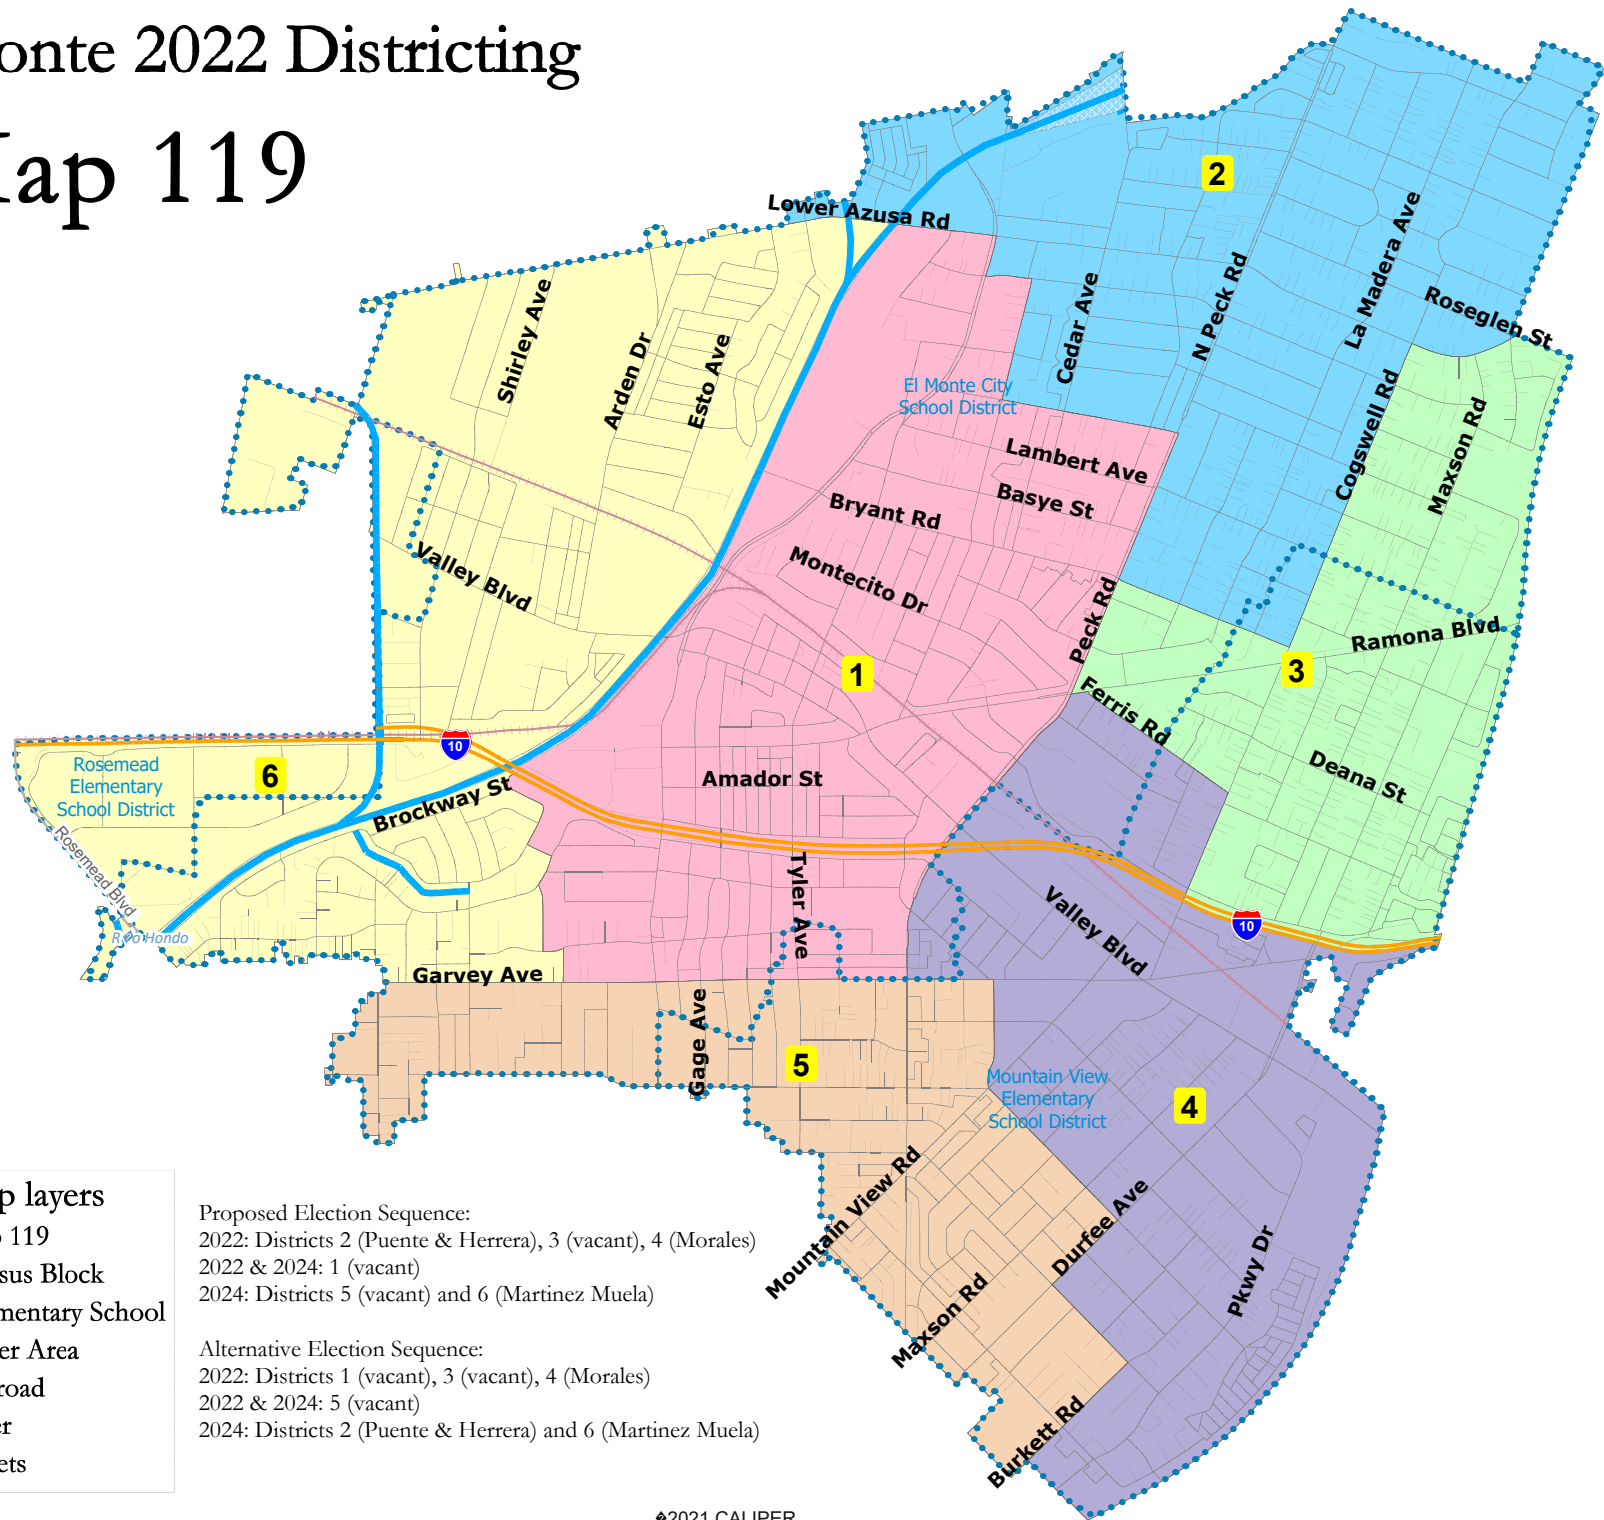 onte 2022 Districting
ap 119
Lower Azusa Rd
2
Shirley Ave
Arden Dr
Esto Ave
Cedar Ave
N Peck Rd
La Madera Ave
Roseglen St
El Monte City
School District
Cogswell Rd
Maxson Rd
Lambert Ave
Basye St
Bryant Rd
Montecito Dr
Valley Blvd
Peck Rd
Ramona Blvd
1
3
Ferris Rd
10
Rosemead
Elementary
School District
6
Amador St
Deana St
Brockway St
Rosemead Blvd
Tyler Ave
Valley Blvd
10
R�o Hondo
Garvey Ave
Gage Ave
5
Mountain View
Elementary
School District
4
Mountain View Rd
Durfee Ave
Maxson Rd
Pkwy Dr
Burkett Rd
p layers
119
sus Block
mentary School
er Area
road
er
ets
Proposed Election Sequence:
2022: Districts 2 (Puente & Herrera), 3 (vacant), 4 (Morales)
2022 & 2024: 1 (vacant)
2024: Districts 5 (vacant) and 6 (Martinez Muela)
Alternative Election Sequence:
2022: Districts 1 (vacant), 3 (vacant), 4 (Morales)
2022 & 2024: 5 (vacant)
2024: Districts 2 (Puente & Herrera) and 6 (Martinez Muela)
�2021 CALIPER